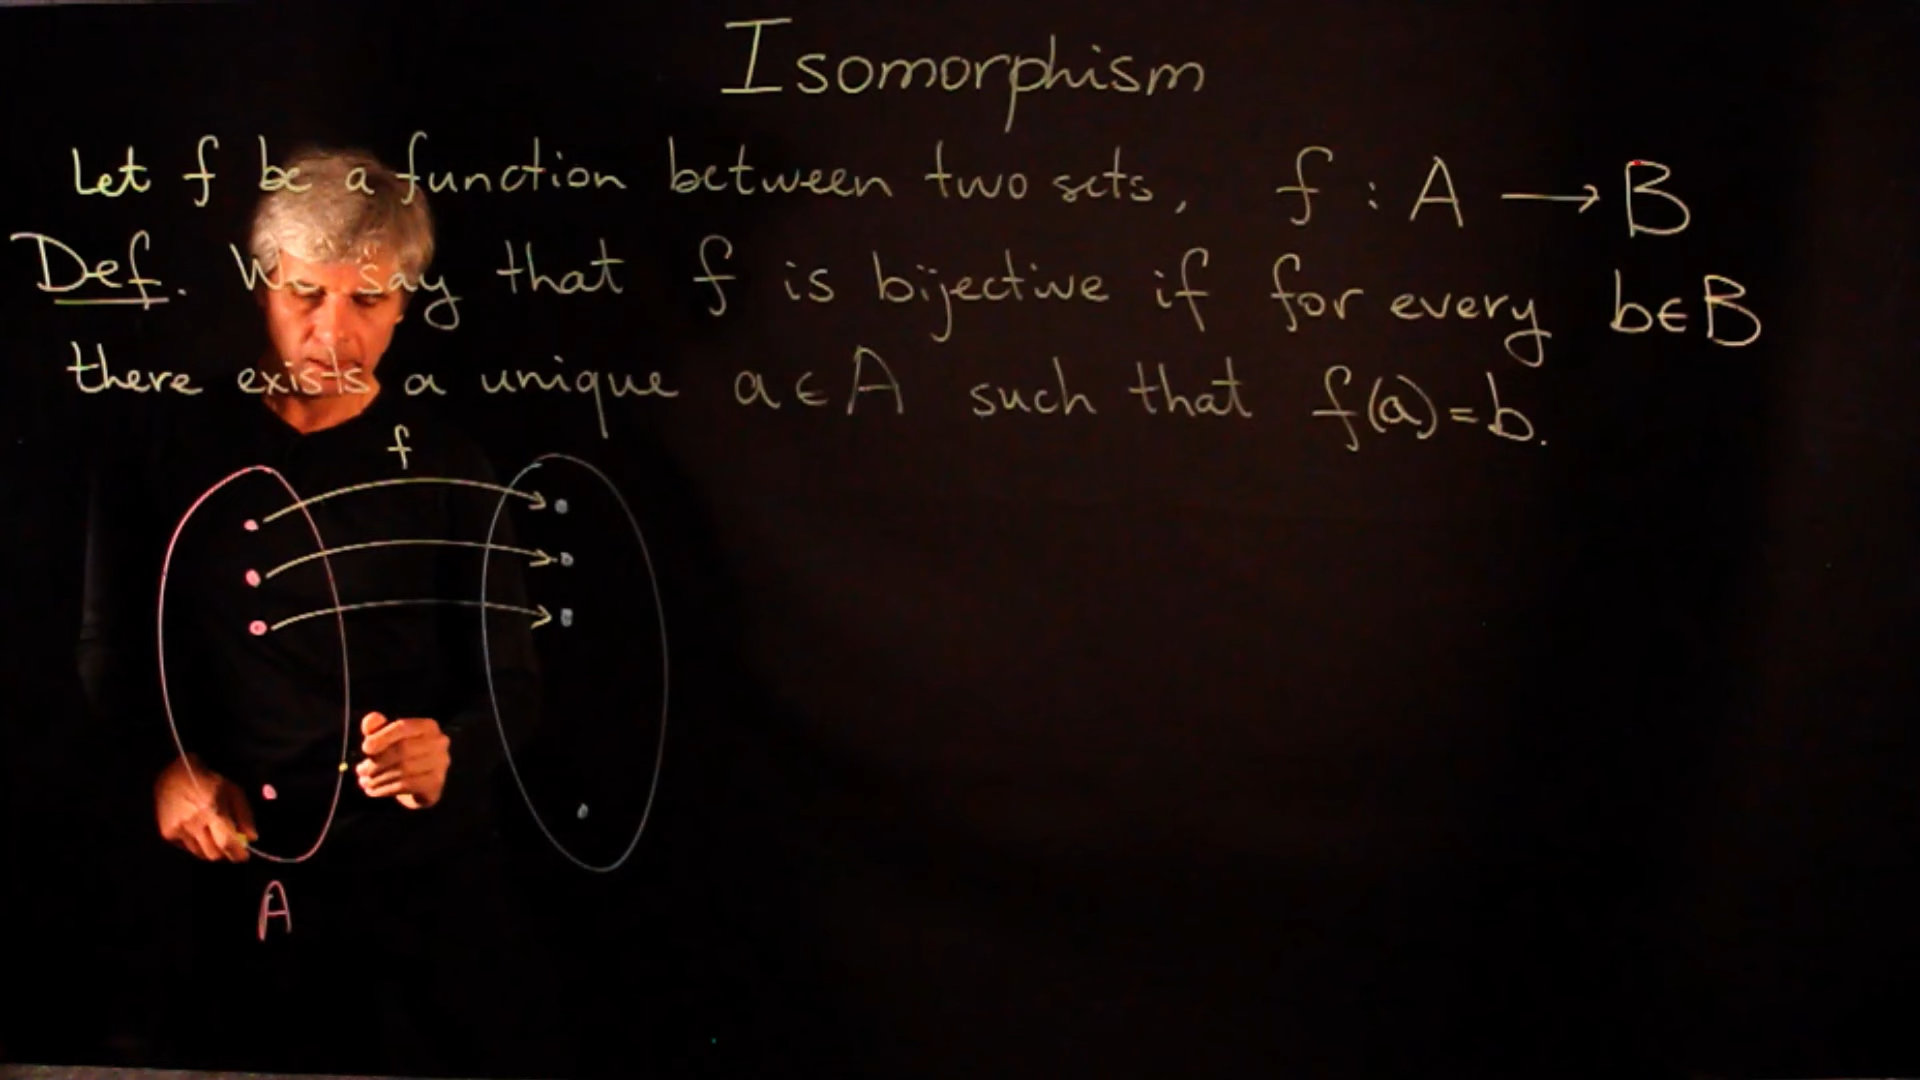 Isomorphism
Let f be a function between two sets, f : A → B
Def. We say that f is bijective if for every b∈B
there exists a unique a∈A such that f(a)=b.
f
A